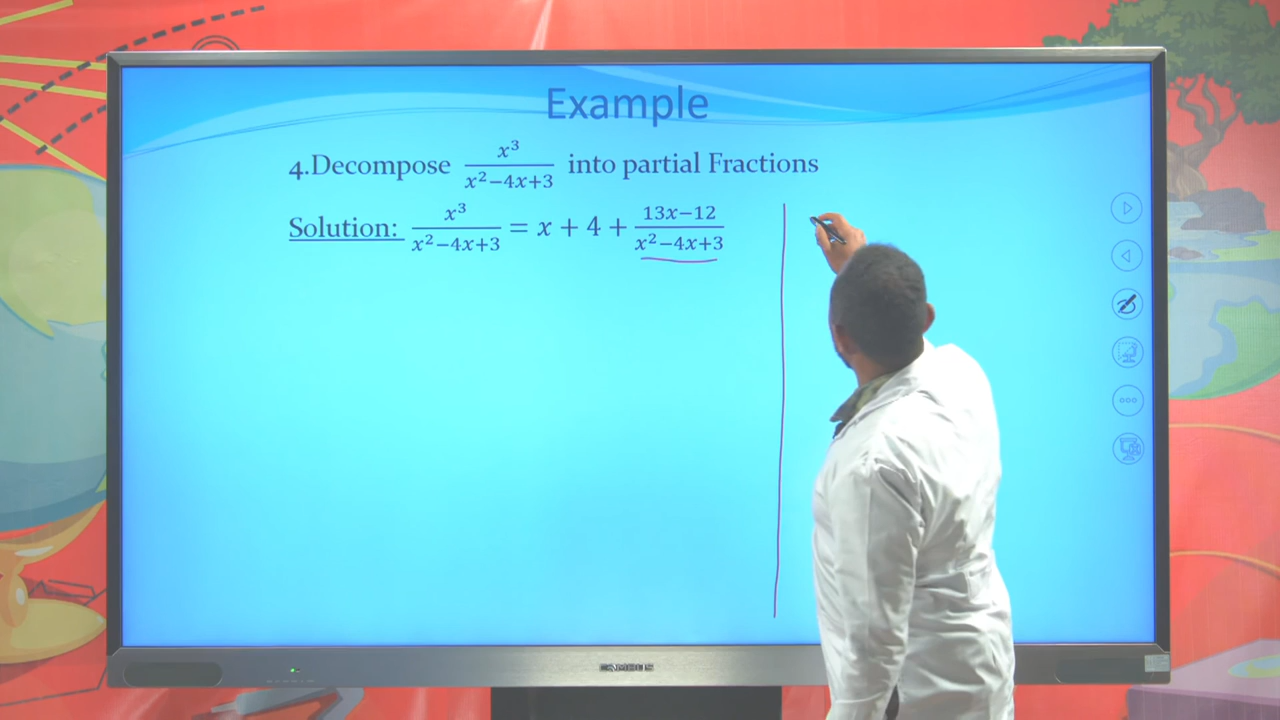 Example
4.Decompose x³/(x²−4x+3) into partial Fractions
Solution: x³/(x²−4x+3) = x + 4 + (13x−12)/(x²−4x+3)